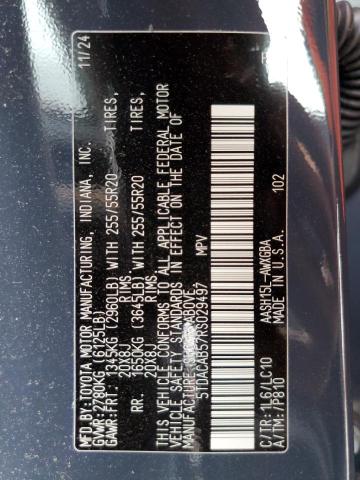 MFD BY:TOYOTA MOTOR MANUFACTURING, INDIANA, INC. 11/24
GVWR:2780KG(6125LB)
GAWR:FR. 1345KG(2960LB) WITH 255/55R20 TIRES,
20X8J RIMS,
RR. 1650KG(3645LB) WITH 255/55R20 TIRES,
20X8J RIMS.
THIS VEHICLE CONFORMS TO ALL APPLICABLE FEDERAL MOTOR
VEHICLE SAFETY STANDARDS IN EFFECT ON THE DATE OF
MANUFACTURE SHOWN ABOVE.
5TDACAB57RS029497 MPV
C/TR:1L6/LC10 AASH15L-AWXGBA
A/TM:-/P810 MADE IN U.S.A. 102